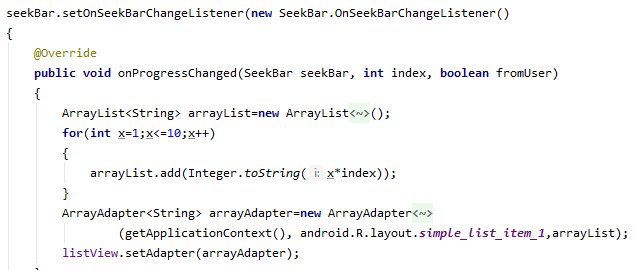 seekBar.setOnSeekBarChangeListener(new SeekBar.OnSeekBarChangeListener()
{
@Override
public void onProgressChanged(SeekBar seekBar, int index, boolean fromUser)
{
ArrayList<String> arrayList=new ArrayList<~>();
for(int x=1;x<=10;x++)
{
arrayList.add(Integer.toString( i: x*index));
}
ArrayAdapter<String> arrayAdapter=new ArrayAdapter<~>
(getApplicationContext(), android.R.layout.simple_list_item_1,arrayList);
listView.setAdapter(arrayAdapter);